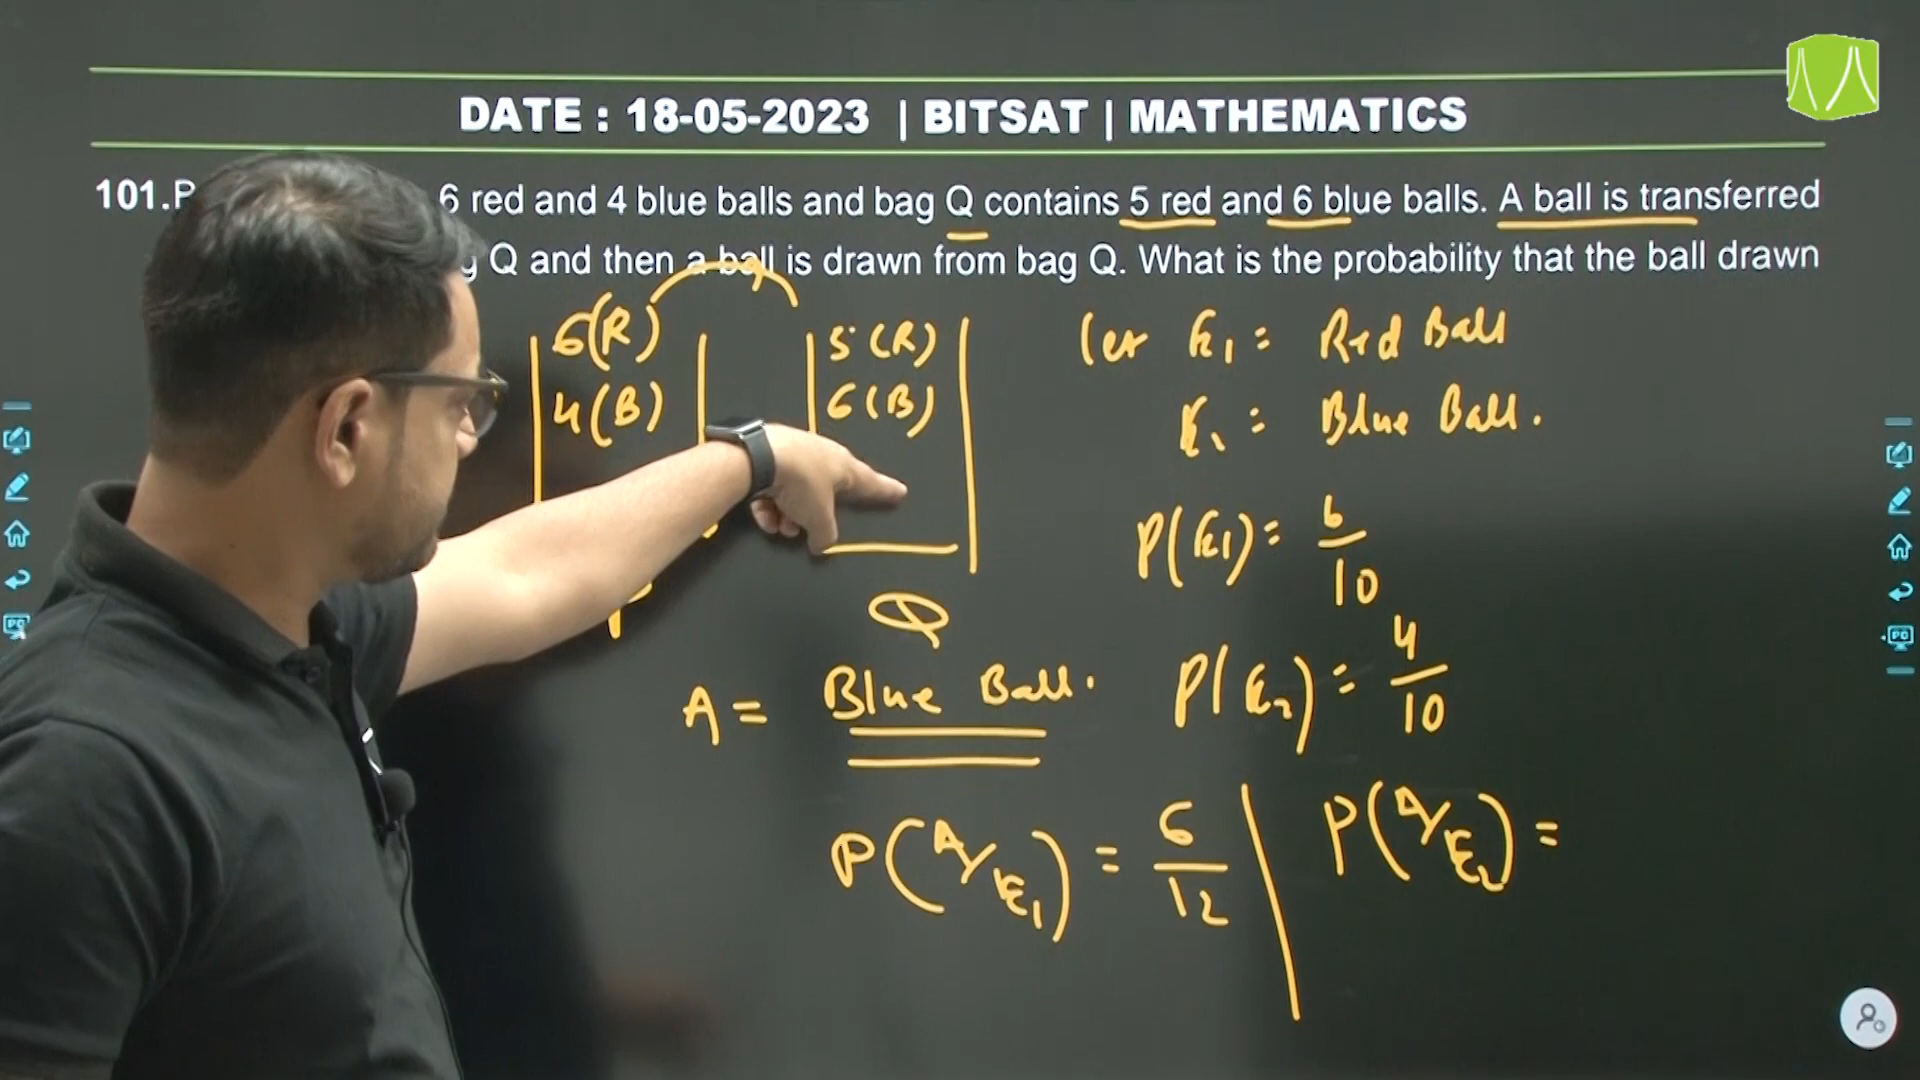 DATE : 18-05-2023 | BITSAT | MATHEMATICS
101. 6 red and 4 blue balls and bag Q contains 5 red and 6 blue balls. A ball is transferred
Q and then a ball is drawn from bag Q. What is the probability that the ball drawn
6(R)
4(B)
5(R)
6(B)
P
Q
let E1 = Red Ball
E2 = Blue Ball.
P(E1) = 6/10
A = Blue Ball.
P(E2) = 4/10
P(A/E1) = 6/12
P(A/E2) =
PC
PC